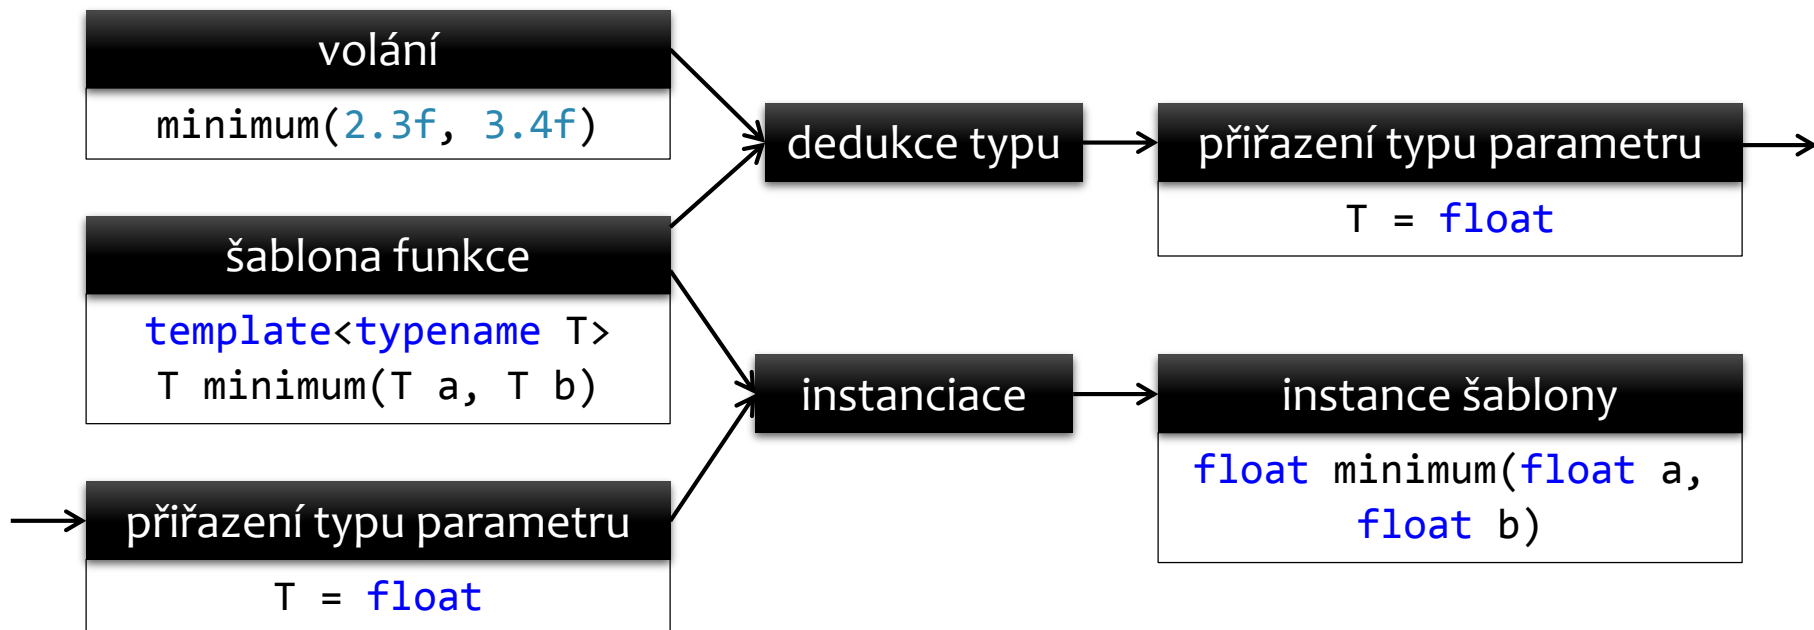 volání
minimum(2.3f, 3.4f)
dedukce typu
přiřazení typu parametru
T = float
šablona funkce
template<typename T>
T minimum(T a, T b)
instanciace
instance šablony
float minimum(float a,
float b)
přiřazení typu parametru
T = float